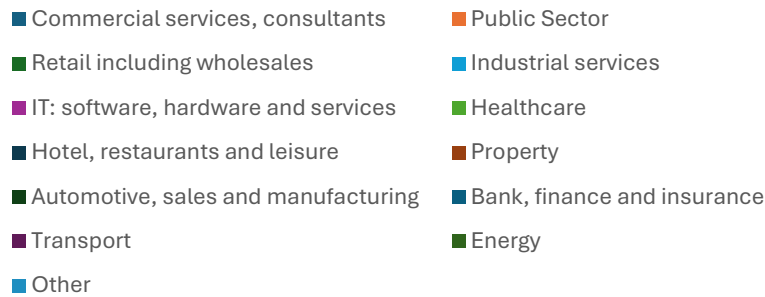 Commercial services, consultants
Public Sector
Retail including wholesales
Industrial services
IT: software, hardware and services
Healthcare
Hotel, restaurants and leisure
Property
Automotive, sales and manufacturing
Bank, finance and insurance
Transport
Energy
Other